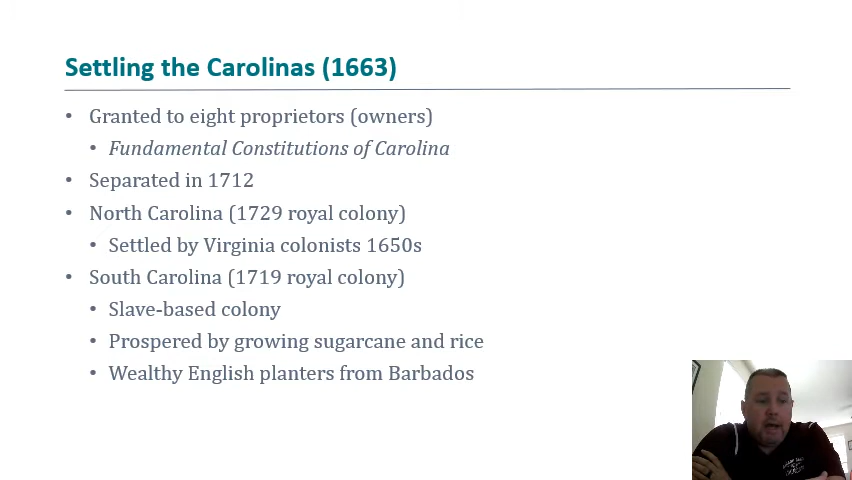 Settling the Carolinas (1663)
• Granted to eight proprietors (owners)
• Fundamental Constitutions of Carolina
• Separated in 1712
• North Carolina (1729 royal colony)
• Settled by Virginia colonists 1650s
• South Carolina (1719 royal colony)
• Slave-based colony
• Prospered by growing sugarcane and rice
• Wealthy English planters from Barbados